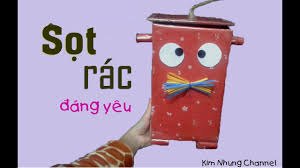 Sọt
rác
đáng yêu
Kim Nhung Channel